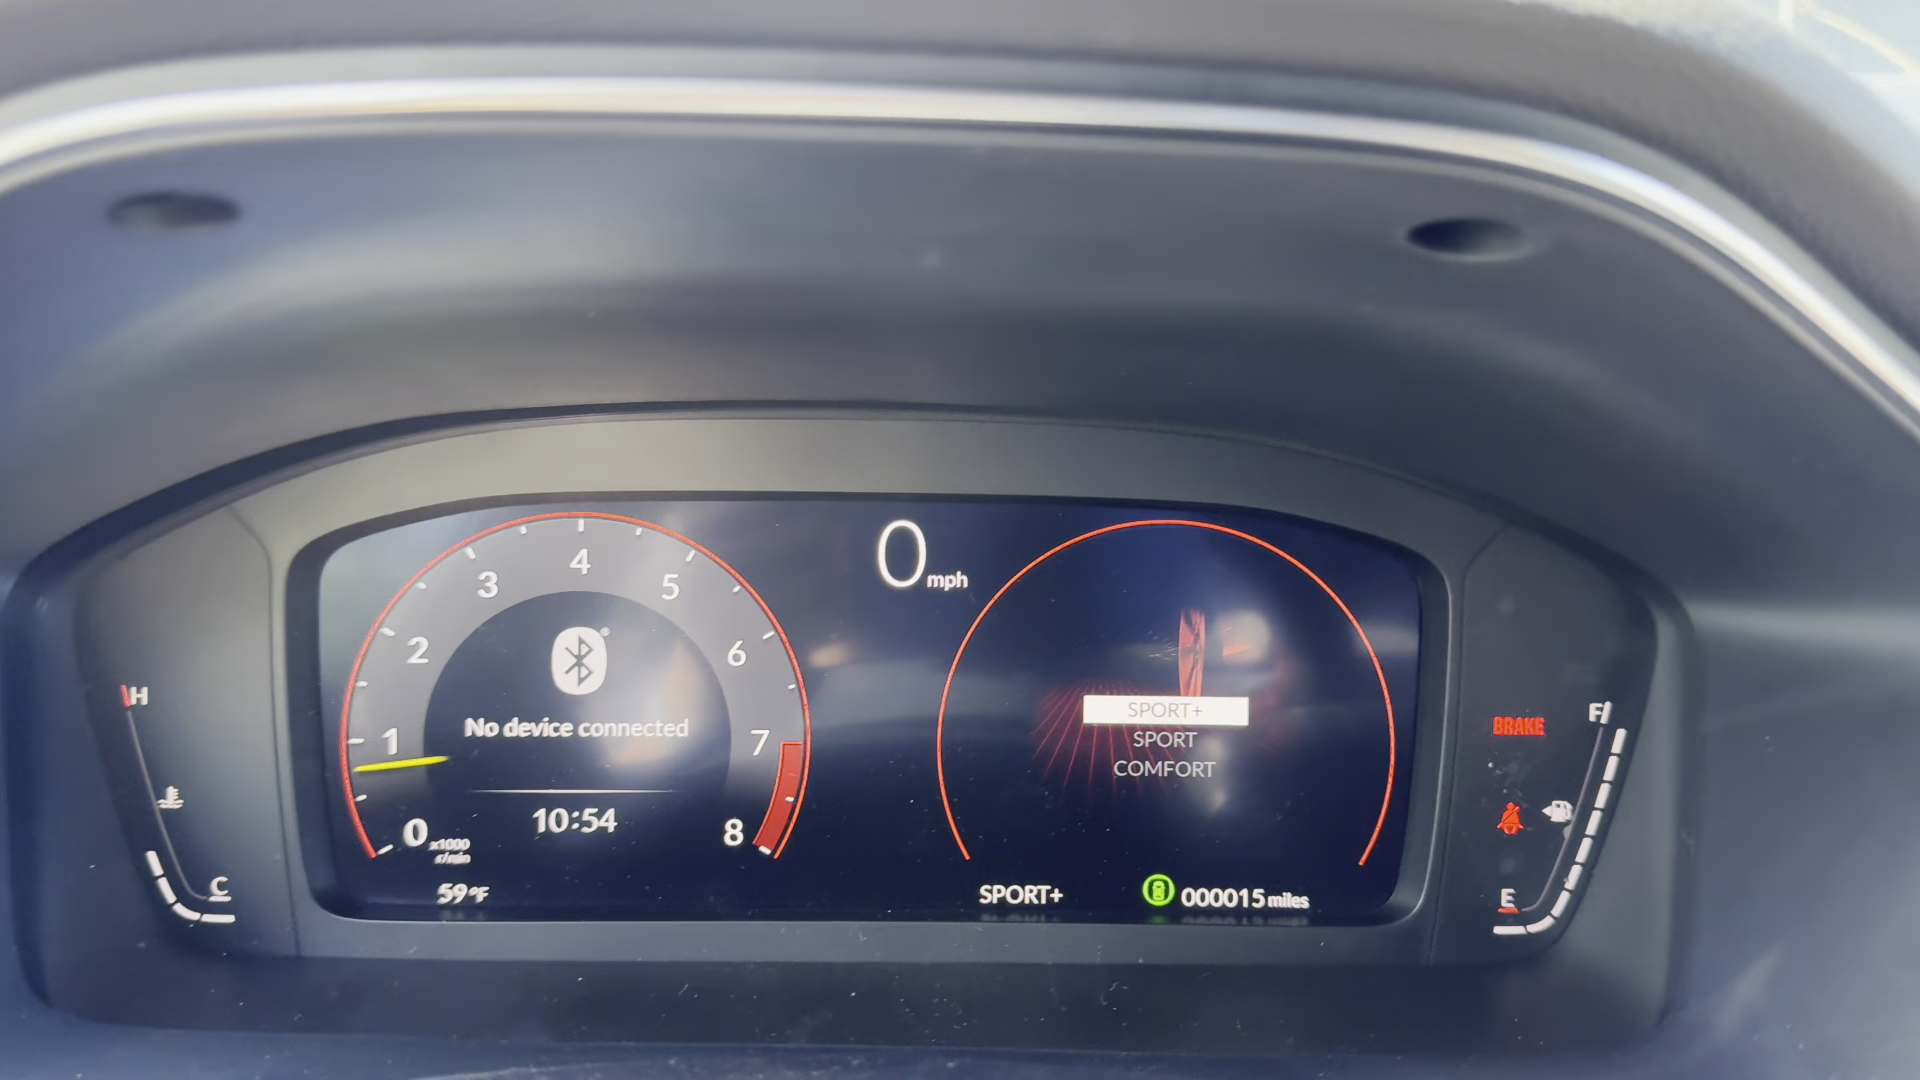 0 mph
4
3
5
2
6
H
No device connected
F
SPORT+
BRAKE
1
7
SPORT
COMFORT
10:54
0
x1000
r/min
8
C
59°F
SPORT+
000015 miles
E